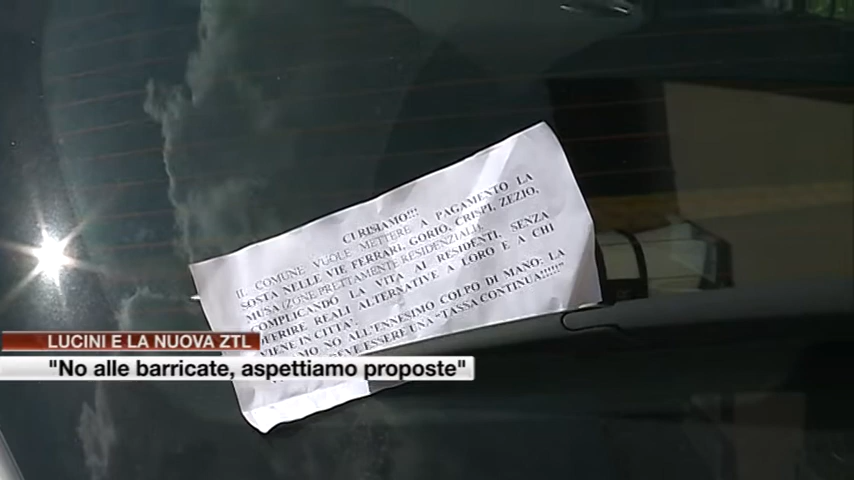 CI RISIAMO!!!
IL COMUNE VUOLE METTERE A PAGAMENTO LA
SOSTA NELLE VIE FERRARI, GORIO, CRISPI, ZEZIO,
MUSA (ZONE PRETTAMENTE RESIDENZIALI),
COMPLICANDO LA VITA AI RESIDENTI, SENZA
OFFRIRE REALI ALTERNATIVE A LORO E A CHI
VIENE IN CITTA'.
NO ALL'ENNESIMO COLPO DI MANO: LA
ESSERE UNA "TASSA CONTINUA!!!!!"
LUCINI E LA NUOVA ZTL
"No alle barricate, aspettiamo proposte"